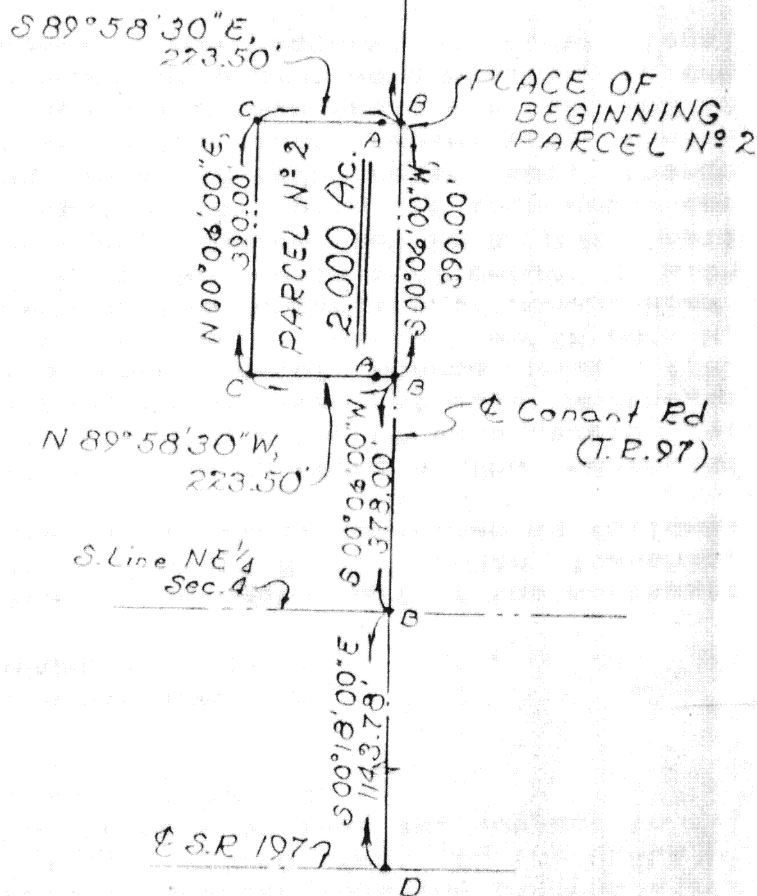 S 89°58'30"E,
223.50'
C
B
A
PLACE OF
BEGINNING
PARCEL Nº 2
N 00°06'00"E,
390.00'
PARCEL Nº 2
2.000 Ac.
S 00°06'00"W,
390.00'
C
A
B
N 89°58'30"W,
223.50'
℄ Conant Rd
(T.R.97)
S 00°06'00"W
378.00'
S. Line NE¼
Sec. 4
B
S 00°18'00"E
1143.78'
℄ S.R 197
D